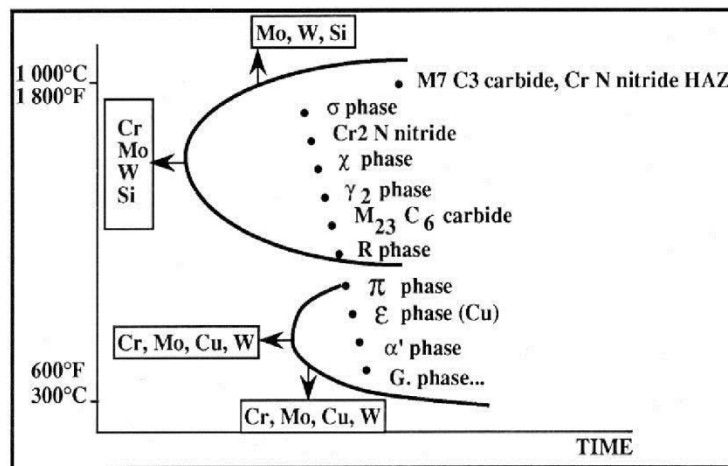 Mo, W, Si
1 000°C
1 800°F
M7 C3 carbide, Cr N nitride HAZ
σ phase
Cr2 N nitride
χ phase
γ2 phase
M23 C6 carbide
R phase
Cr
Mo
W
Si
π phase
ε phase (Cu)
α' phase
G. phase...
Cr, Mo, Cu, W
600°F
300°C
Cr, Mo, Cu, W
TIME